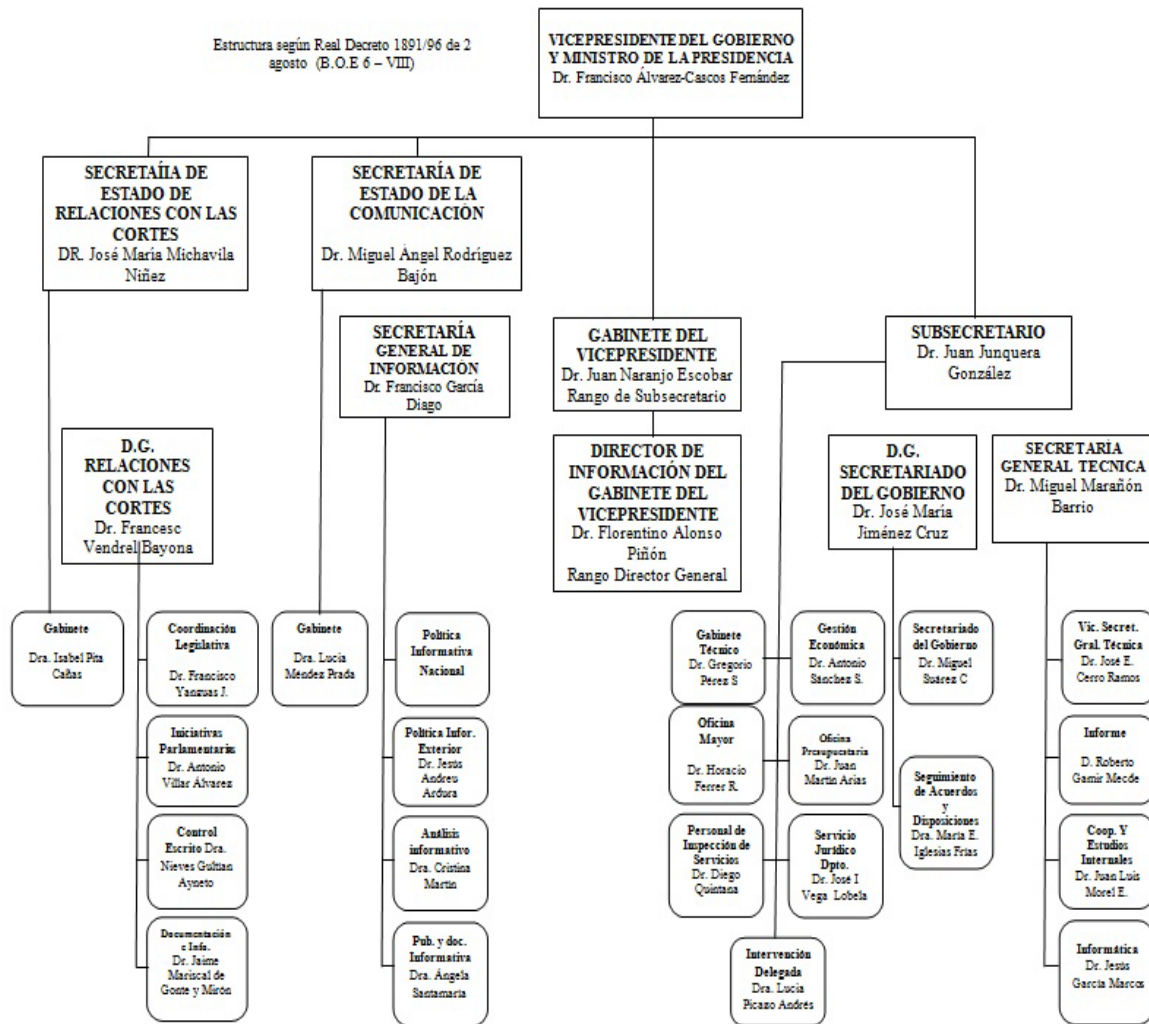 Estructura según Real Decreto 1891/96 de 2
agosto (B.O.E 6 – VIII)
VICEPRESIDENTE DEL GOBIERNO
Y MINISTRO DE LA PRESIDENCIA
Dr. Francisco Álvarez-Cascos Fernández
SECRETAÍIA DE
ESTADO DE
RELACIONES CON LAS
CORTES
DR. José María Michavila
Niñez
SECRETARÍA DE
ESTADO DE LA
COMUNICACIÓN
Dr. Miguel Ángel Rodríguez
Bajón
SECRETARÍA
GENERAL DE
INFORMACIÓN
Dr. Francisco García
Diago
GABINETE DEL
VICEPRESIDENTE
Dr. Juan Naranjo Escobar
Rango de Subsecretario
SUBSECRETARIO
Dr. Juan Junquera
González
D.G.
RELACIONES
CON LAS
CORTES
Dr. Francesc
Vendrel Bayona
DIRECTOR DE
INFORMACIÓN DEL
GABINETE DEL
VICEPRESIDENTE
Dr. Florentino Alonso
Piñón
Rango Director General
D.G.
SECRETARIADO
DEL GOBIERNO
Dr. José María
Jiménez Cruz
SECRETARÍA
GENERAL TECNICA
Dr. Miguel Marañón
Barrio
Gabinete
Dra. Isabel Pita
Cañas
Coordinación
Legislativa
Dr. Francisco
Yanguas J.
Iniciativas
Parlamentarias
Dr. Antonio
Villar Álvarez
Control
Escrito Dra.
Nieves Gultian
Ayneto
Documentación
e Info.
Dr. Jaime
Mariscal de
Gonte y Mirón
Gabinete
Dra. Lucia
Mendez Prada
Política
Informativa
Nacional
Política Infor.
Exterior
Dr. Jesús
Andreu
Ardura
Análisis
informativo
Dra. Cristina
Martin
Pub. y doc.
Informativa
Dra. Ángela
Santamaría
Gabinete
Técnico
Dr. Gregorio
Pérez S
Gestión
Económica
Dr. Antonio
Sánchez S.
Secretariado
del Gobierno
Dr. Miguel
Suárez C
Vic. Secret.
Gral. Técnica
Dr. José E.
Cerro Ramos
Oficina
Mayor
Dr. Horacio
Ferrer R.
Oficina
Presupuestaria
Dr. Juan
Martin Arias
Seguimiento
de Acuerdos
y
Disposiciones
Dra. María E.
Iglesias Frías
Informe
D. Roberto
Gamir Mecde
Personal de
Inspección de
Servicios
Dr. Diego
Quintana
Servicio
Jurídico
Dpto.
Dr. José I
Vega Lobela
Coop. Y
Estudios
Internales
Dr. Juan Luis
Morel E.
Intervención
Delegada
Dra. Lucia
Picazo Andrés
Informática
Dr. Jesús
García Marcos